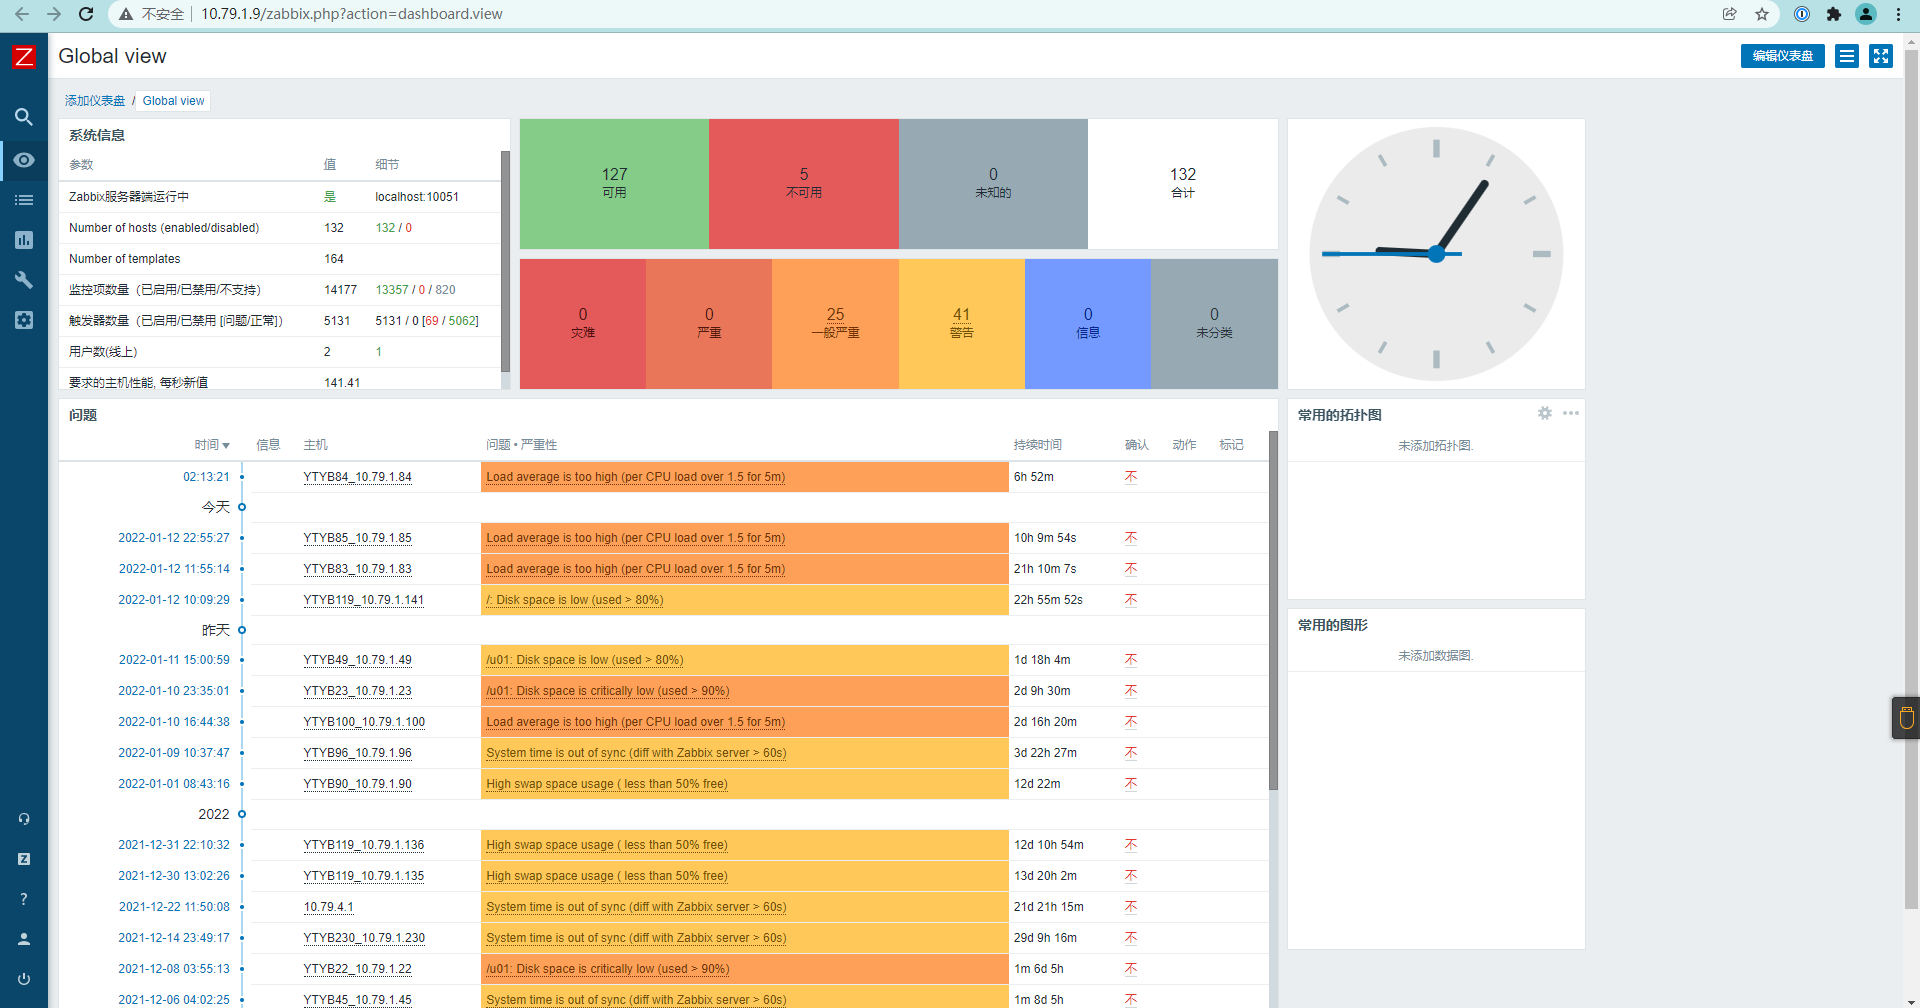 不安全 10.79.1.9/zabbix.php?action=dashboard.view
Z
Global view
编辑仪表盘
添加仪表盘 / Global view
系统信息
参数 值 细节
Zabbix服务器端运行中 是 localhost:10051
Number of hosts (enabled/disabled) 132 132 / 0
Number of templates 164
监控项数量（已启用/已禁用/不支持） 14177 13357 / 0 / 820
触发器数量（已启用/已禁用 [问题/正常]） 5131 5131 / 0 [69 / 5062]
用户数(线上) 2 1
要求的主机性能, 每秒新值 141.41
127 5 0 132
可用 不可用 未知的 合计
0 0 25 41 0 0
灾难 严重 一般严重 警告 信息 未分类
问题
时间 信息 主机 问题 • 严重性 持续时间 确认 动作 标记
02:13:21 YTYB84_10.79.1.84 Load average is too high (per CPU load over 1.5 for 5m) 6h 52m 不
今天
2022-01-12 22:55:27 YTYB85_10.79.1.85 Load average is too high (per CPU load over 1.5 for 5m) 10h 9m 54s 不
2022-01-12 11:55:14 YTYB83_10.79.1.83 Load average is too high (per CPU load over 1.5 for 5m) 21h 10m 7s 不
2022-01-12 10:09:29 YTYB119_10.79.1.141 /: Disk space is low (used > 80%) 22h 55m 52s 不
昨天
2022-01-11 15:00:59 YTYB49_10.79.1.49 /u01: Disk space is low (used > 80%) 1d 18h 4m 不
2022-01-10 23:35:01 YTYB23_10.79.1.23 /u01: Disk space is critically low (used > 90%) 2d 9h 30m 不
2022-01-10 16:44:38 YTYB100_10.79.1.100 Load average is too high (per CPU load over 1.5 for 5m) 2d 16h 20m 不
2022-01-09 10:37:47 YTYB96_10.79.1.96 System time is out of sync (diff with Zabbix server > 60s) 3d 22h 27m 不
2022-01-01 08:43:16 YTYB90_10.79.1.90 High swap space usage ( less than 50% free) 12d 22m 不
2022
2021-12-31 22:10:32 YTYB119_10.79.1.136 High swap space usage ( less than 50% free) 12d 10h 54m 不
2021-12-30 13:02:26 YTYB119_10.79.1.135 High swap space usage ( less than 50% free) 13d 20h 2m 不
2021-12-22 11:50:08 10.79.4.1 System time is out of sync (diff with Zabbix server > 60s) 21d 21h 15m 不
2021-12-14 23:49:17 YTYB230_10.79.1.230 System time is out of sync (diff with Zabbix server > 60s) 29d 9h 16m 不
2021-12-08 03:55:13 YTYB22_10.79.1.22 /u01: Disk space is critically low (used > 90%) 1m 6d 5h 不
2021-12-06 04:02:25 YTYB45_10.79.1.45 System time is out of sync (diff with Zabbix server > 60s) 1m 8d 5h 不
常用的拓扑图
未添加拓扑图.
常用的图形
未添加数据图.
Z
?